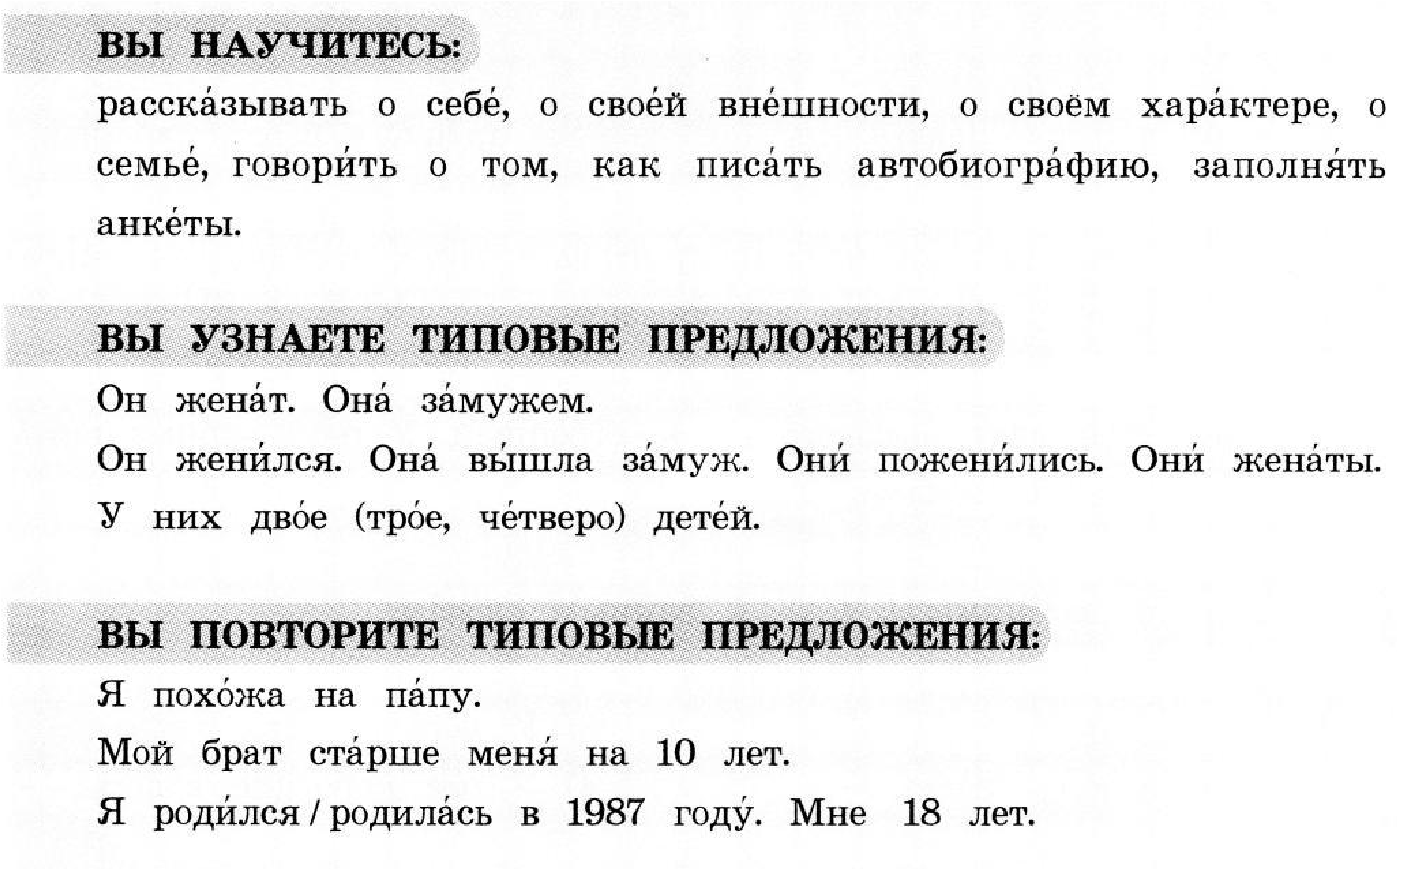 ВЫ НАУЧИТЕСЬ:
расска́зывать о себе́, о свое́й вне́шности, о своём хара́ктере, о
семье́, говори́ть о том, как писа́ть автобиогра́фию, заполня́ть
анке́ты.
ВЫ УЗНАЕТЕ ТИПОВЫЕ ПРЕДЛОЖЕНИЯ:
Он жена́т. Она́ за́мужем.
Он жени́лся. Она́ вы́шла за́муж. Они́ пожени́лись. Они́ жена́ты.
У них дво́е (тро́е, че́тверо) дете́й.
ВЫ ПОВТОРИТЕ ТИПОВЫЕ ПРЕДЛОЖЕНИЯ:
Я похо́жа на па́пу.
Мой брат ста́рше меня́ на 10 лет.
Я роди́лся / родила́сь в 1987 году́. Мне 18 лет.